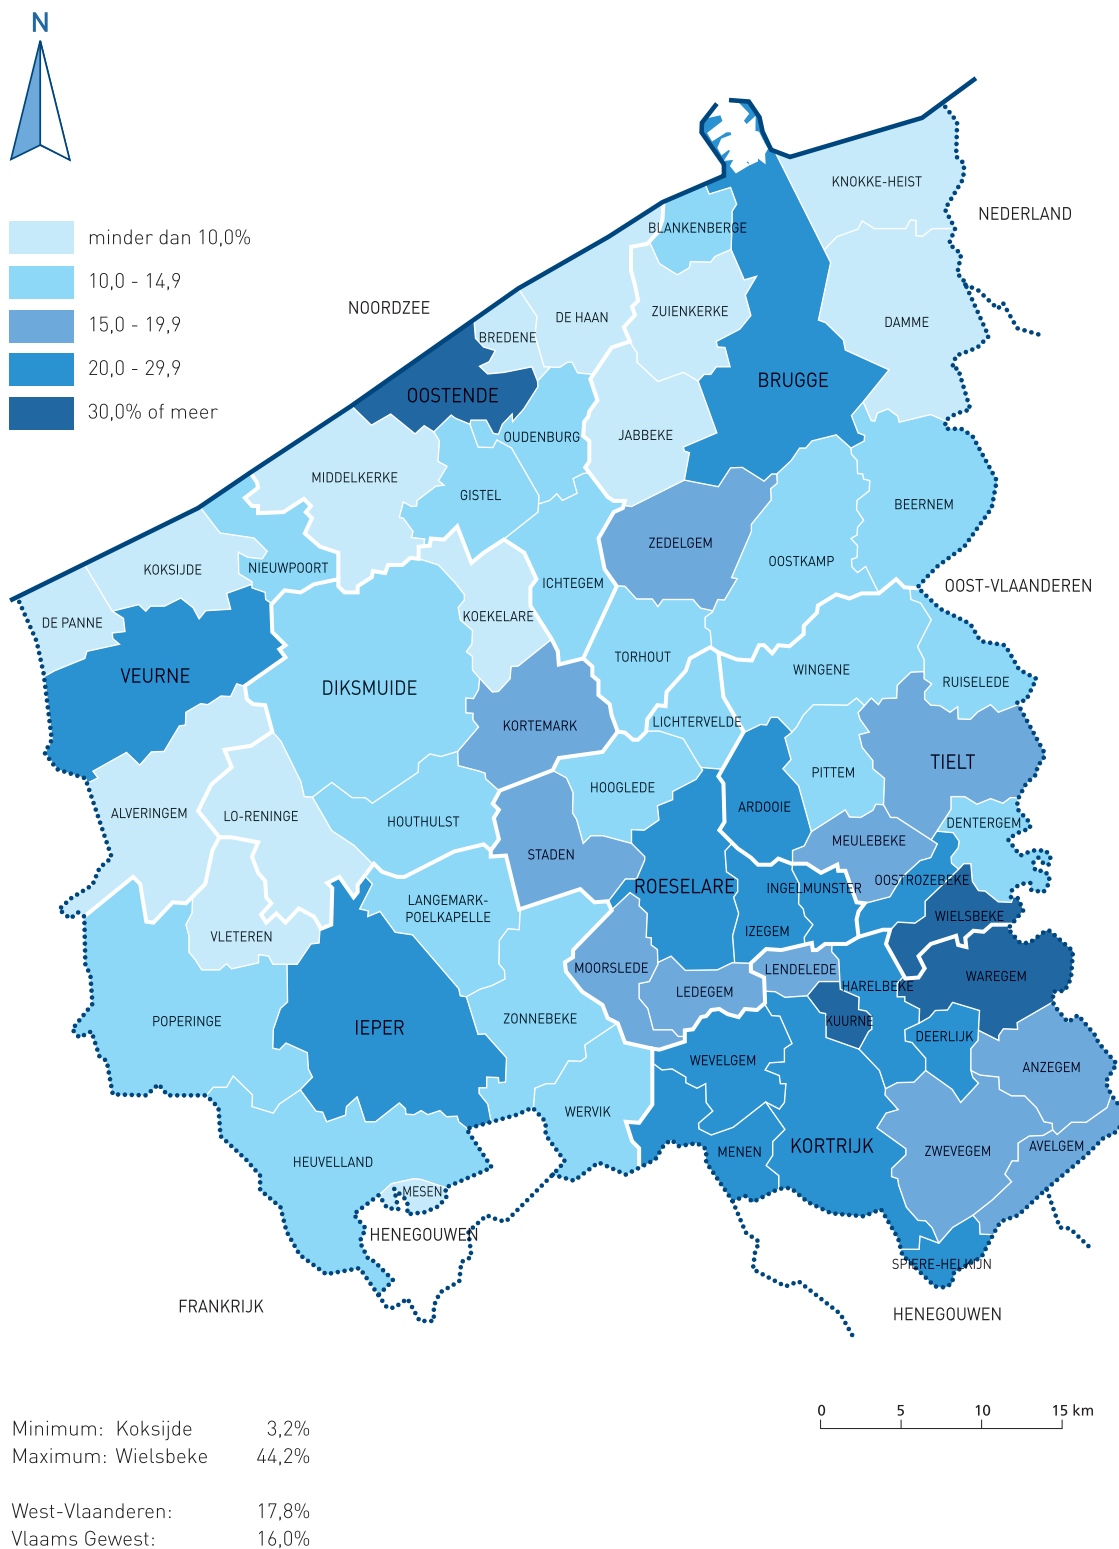 N
KNOKKE-HEIST
NEDERLAND
minder dan 10,0%
BLANKENBERGE
10,0 - 14,9
NOORDZEE
DE HAAN
ZUIENKERKE
15,0 - 19,9
BREDENE
DAMME
20,0 - 29,9
BRUGGE
OOSTENDE
30,0% of meer
OUDENBURG
JABBEKE
MIDDELKERKE
GISTEL
BEERNEM
ZEDELGEM
OOSTKAMP
KOKSIJDE
NIEUWPOORT
ICHTEGEM
OOST-VLAANDEREN
DE PANNE
KOEKELARE
TORHOUT
WINGENE
VEURNE
DIKSMUIDE
RUISELEDE
KORTEMARK
LICHTERVELDE
TIELT
PITTEM
HOOGLEDE
ARDOOIE
ALVERINGEM
LO-RENINGE
HOUTHULST
DENTERGEM
MEULEBEKE
STADEN
OOSTROZEBEKE
ROESELARE
INGELMUNSTER
LANGEMARK-
POELKAPELLE
WIELSBEKE
IZEGEM
VLETEREN
MOORSLEDE
LENDELEDE
WAREGEM
HARELBEKE
LEDEGEM
POPERINGE
IEPER
ZONNEBEKE
KUURNE
DEERLIJK
WEVELGEM
ANZEGEM
WERVIK
KORTRIJK
AVELGEM
MENEN
ZWEVEGEM
HEUVELLAND
MESEN
HENEGOUWEN
SPIERE-HELKIJN
FRANKRIJK
HENEGOUWEN
0 5 10 15 km
Minimum: Koksijde 3,2%
Maximum: Wielsbeke 44,2%
West-Vlaanderen: 17,8%
Vlaams Gewest: 16,0%